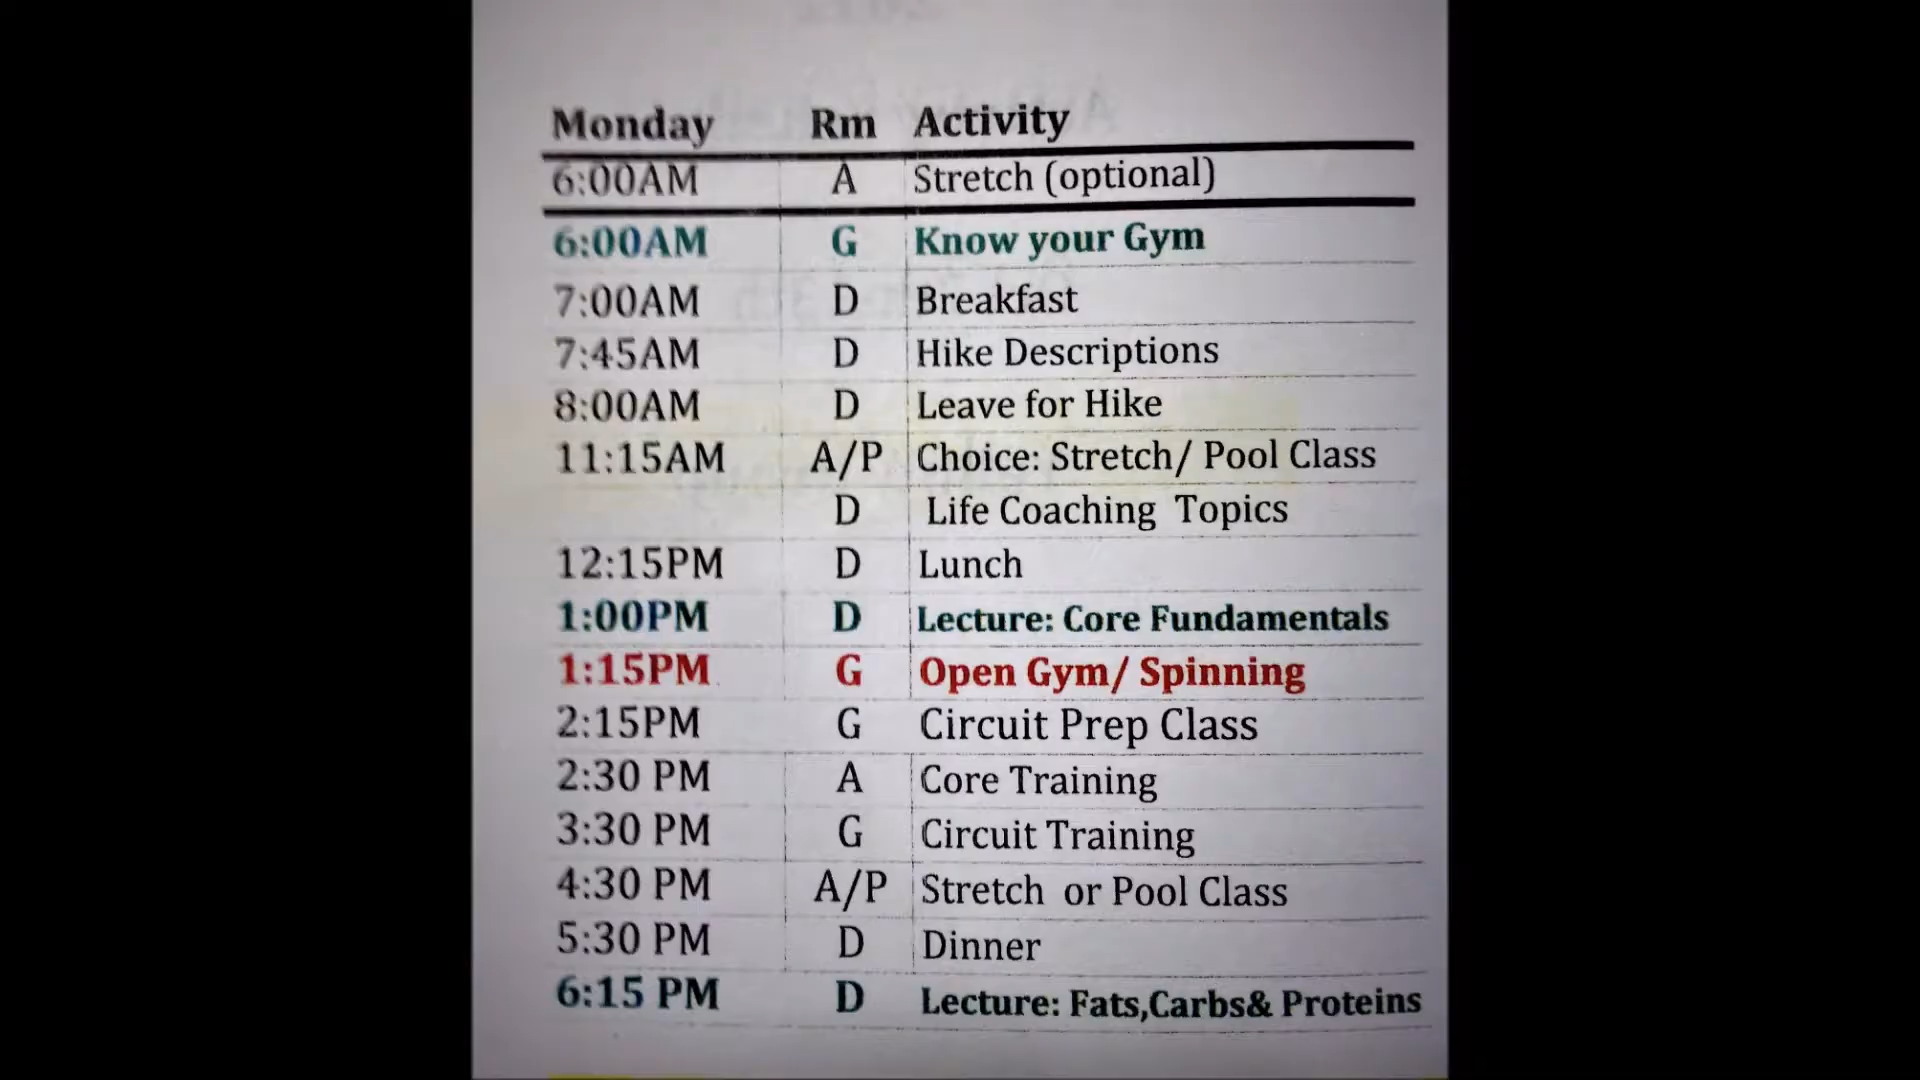 Monday Rm Activity
6:00AM A Stretch (optional)
6:00AM G Know your Gym
7:00AM D Breakfast
7:45AM D Hike Descriptions
8:00AM D Leave for Hike
11:15AM A/P Choice: Stretch/ Pool Class
D Life Coaching Topics
12:15PM D Lunch
1:00PM D Lecture: Core Fundamentals
1:15PM G Open Gym/ Spinning
2:15PM G Circuit Prep Class
2:30 PM A Core Training
3:30 PM G Circuit Training
4:30 PM A/P Stretch or Pool Class
5:30 PM D Dinner
6:15 PM D Lecture: Fats,Carbs& Proteins